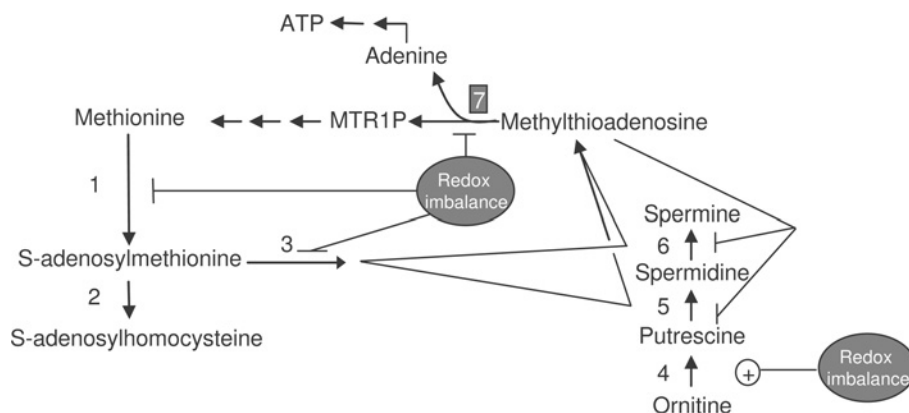 ATP
Adenine
7
Methionine
MTR1P
Methylthioadenosine
1
Redox
imbalance
3
Spermine
6
S-adenosylmethionine
Spermidine
2
5
S-adenosylhomocysteine
Putrescine
4
+
Redox
imbalance
Ornitine